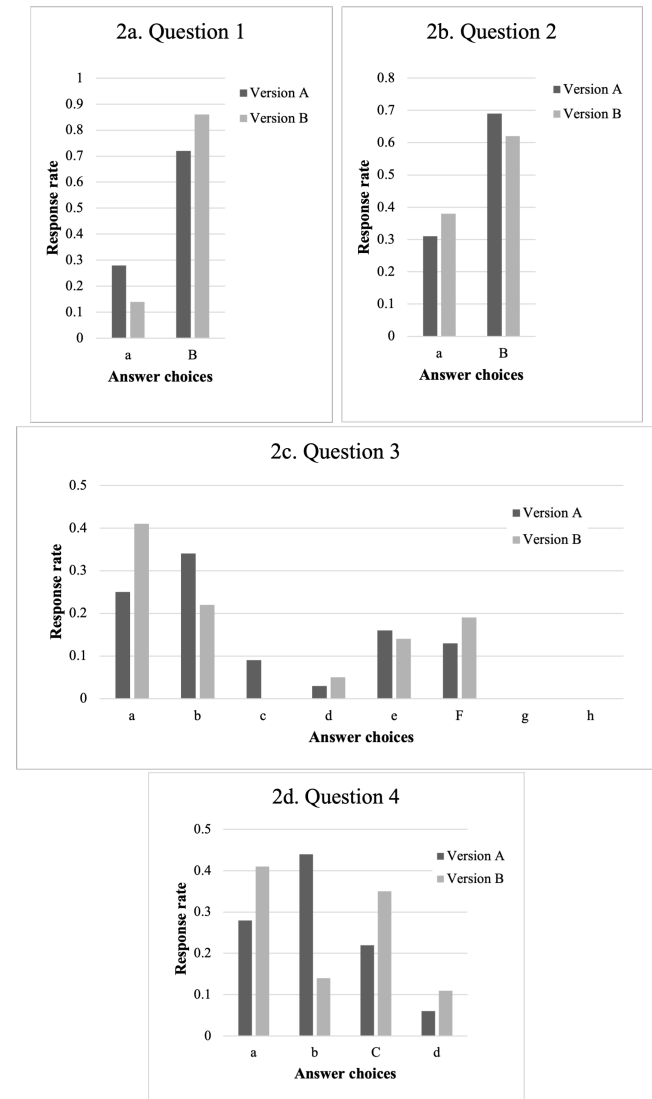 2a. Question 1
1
0.9
0.8
0.7
0.6
0.5
0.4
0.3
0.2
0.1
0
Response rate
a B
Answer choices
Version A
Version B
2b. Question 2
0.8
0.7
0.6
0.5
0.4
0.3
0.2
0.1
0
Response rate
a B
Answer choices
Version A
Version B
2c. Question 3
0.5
0.4
0.3
0.2
0.1
0
Response rate
a b c d e F g h
Answer choices
Version A
Version B
2d. Question 4
0.5
0.4
0.3
0.2
0.1
0
Response rate
a b C d
Answer choices
Version A
Version B